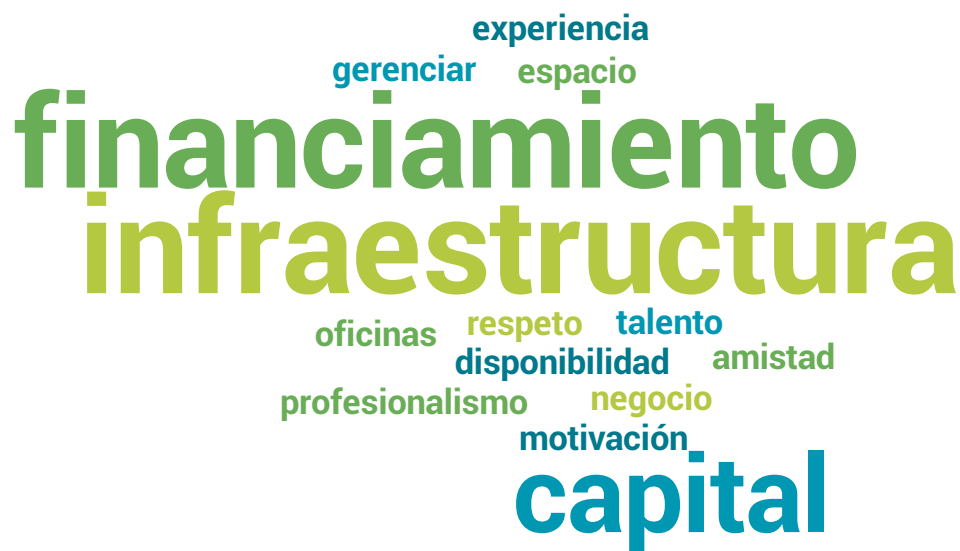 experiencia
gerenciar espacio
financiamiento
infraestructura
oficinas respeto talento
disponibilidad amistad
profesionalismo negocio
motivación
capital